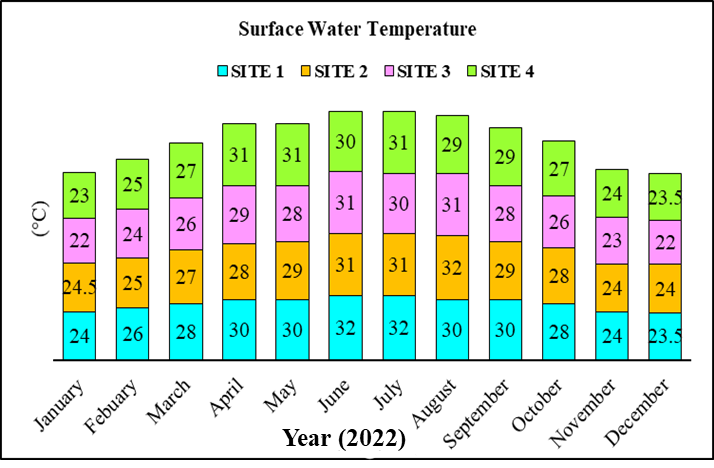 Surface Water Temperature
SITE 1 SITE 2 SITE 3 SITE 4
(°C)
23 25 27 31 31 30 31 29 29 27 24 23.5
22 24 26 29 28 31 30 31 28 26 23 22
24.5 25 27 28 29 31 31 32 29 28 24 24
24 26 28 30 30 32 32 30 30 28 24 23.5
January Febuary March April May June July August September October November December
Year (2022)